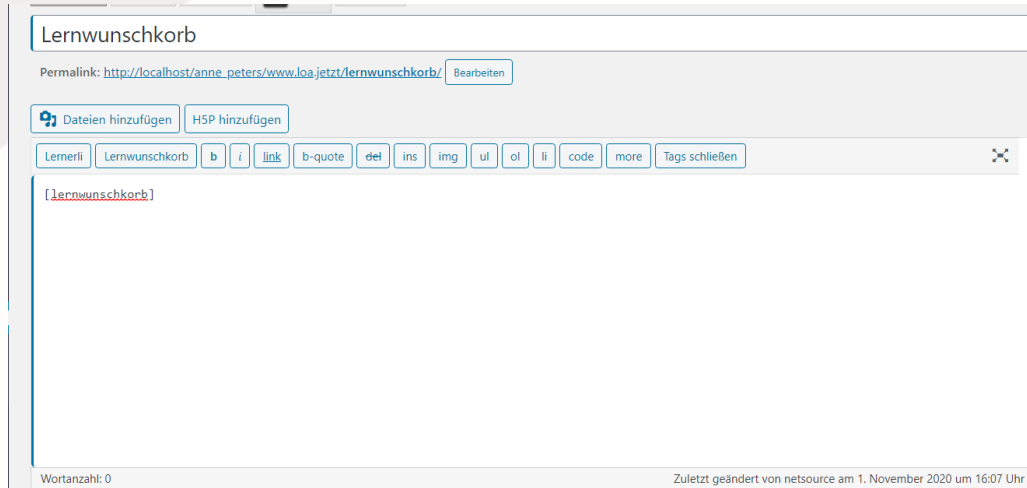 Lernwunschkorb
Permalink: http://localhost/anne_peters/www.loa.jetzt/lernwunschkorb/ Bearbeiten
Dateien hinzufügen H5P hinzufügen
Lernerli Lernwunschkorb b i link b-quote del ins img ul ol li code more Tags schließen
[lernwunschkorb]
Wortanzahl: 0 Zuletzt geändert von netsource am 1. November 2020 um 16:07 Uhr